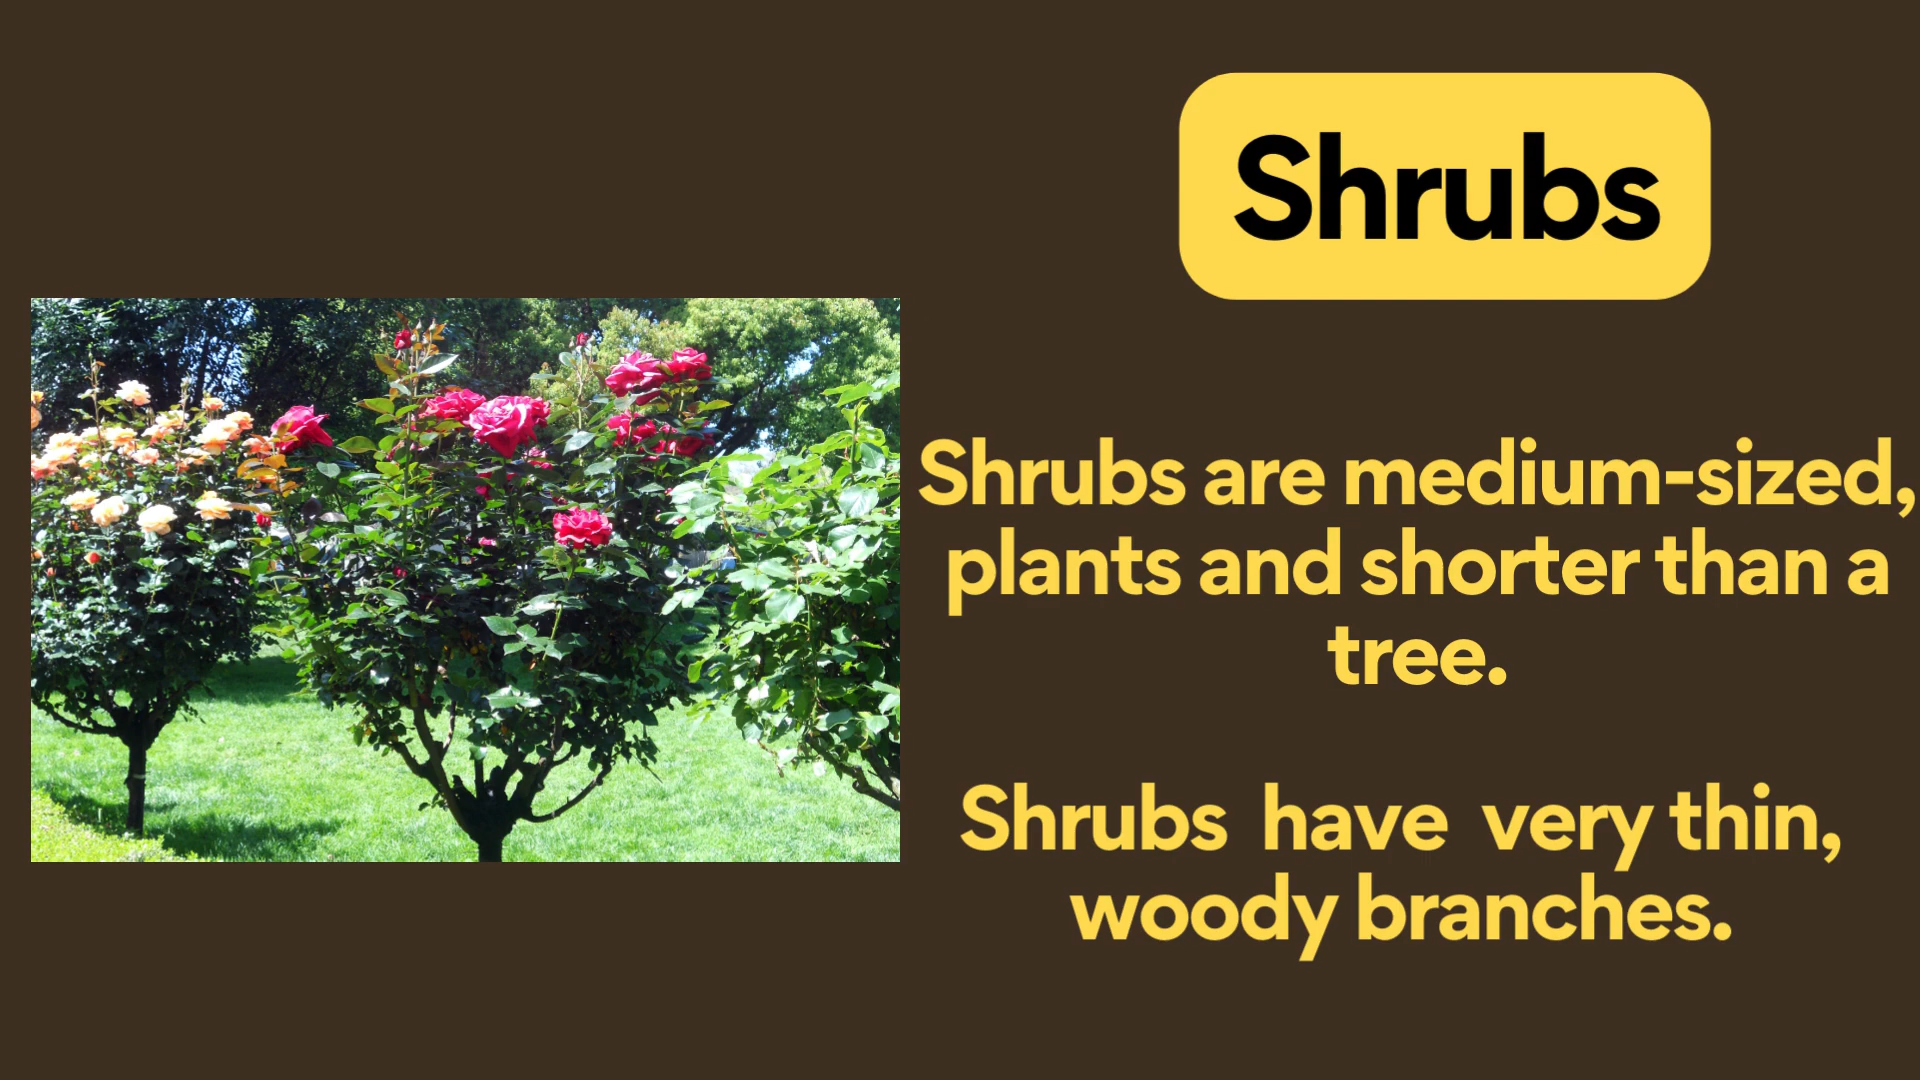 Shrubs
Shrubs are medium-sized,
plants and shorter than a
tree.
Shrubs have very thin,
woody branches.